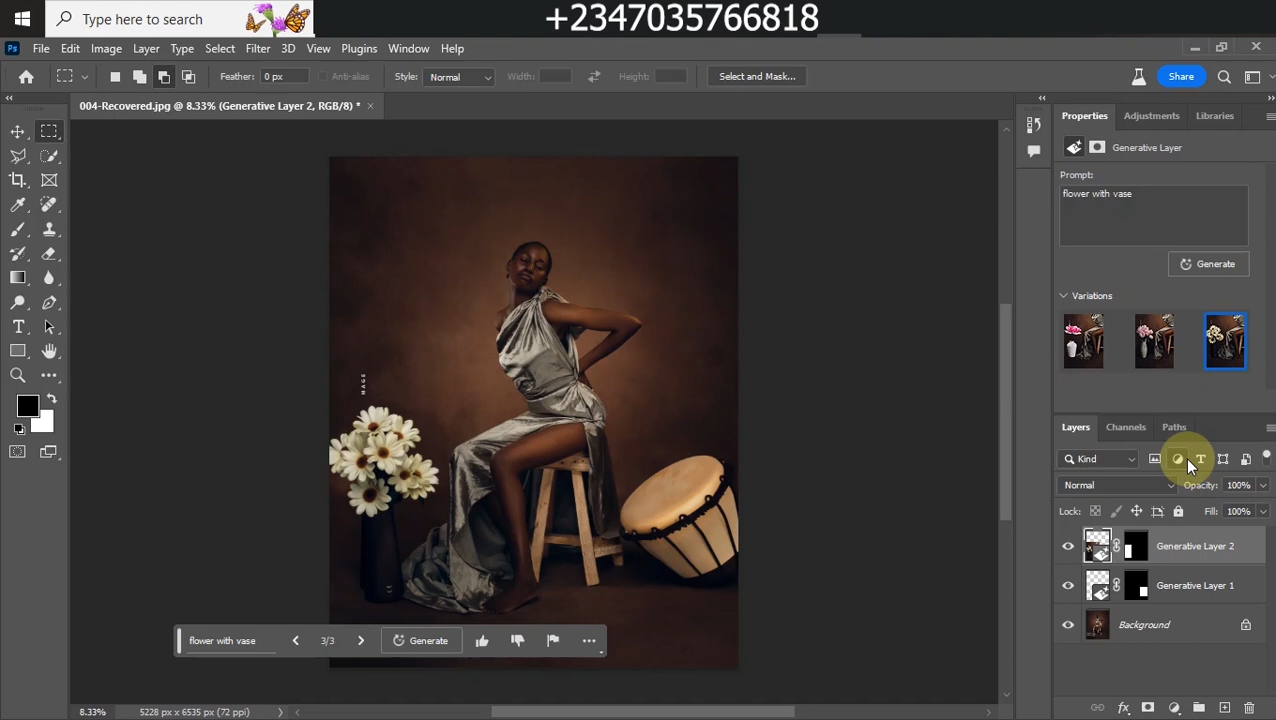 Type here to search
+2347035766818
Ps File Edit Image Layer Type Select Filter 3D View Plugins Window Help
Feather: 0 px Anti-alias Style: Normal Width: Height: Select and Mask... Share
004-Recovered.jpg @ 8.33% (Generative Layer 2, RGB/8) *
Properties Adjustments Libraries
Generative Layer
Prompt:
flower with vase
Generate
Variations
Layers Channels Paths
Kind
Normal Opacity: 100%
Lock: Fill: 100%
Generative Layer 2
Generative Layer 1
Background
flower with vase 3/3 Generate
8.33% 5228 px x 6535 px (72 ppi)